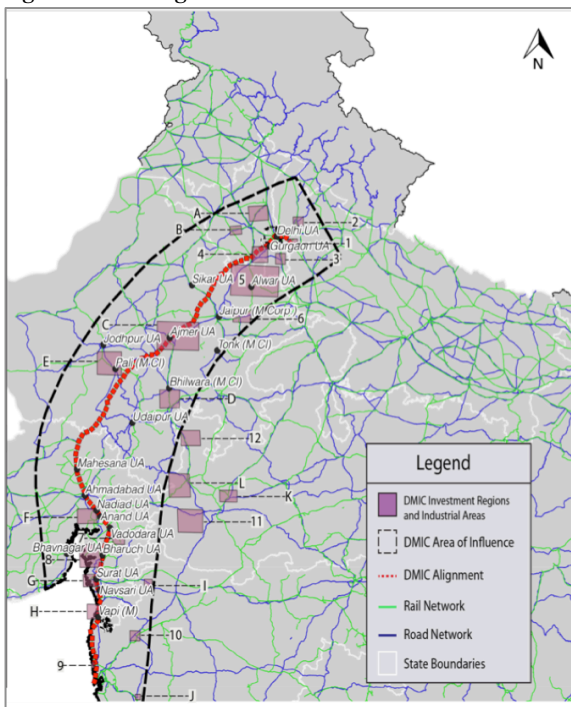 N
A
B
2
Delhi UA
1
Gurgaon UA
4
3
Sikar UA
5
Alwar UA
Jaipur (M Corp.)
6
C
Ajmer UA
Jodhpur UA
Tonk (M Cl)
E
Pali (M Cl)
Bhilwara (M Cl)
D
Udaipur UA
12
Mahesana UA
L
Ahmadabad UA
K
Nadiad UA
F
Anand UA
11
7
Vadodara UA
Bhavnagar UA
Bharuch UA
8
Surat UA
G
I
Navsari UA
H
Vapi (M)
10
9
J
Legend
DMIC Investment Regions
and Industrial Areas
DMIC Area of Influence
DMIC Alignment
Rail Network
Road Network
State Boundaries